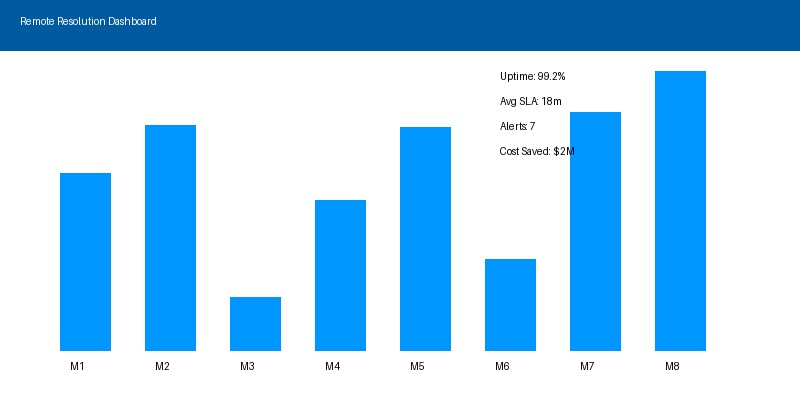 Remote Resolution Dashboard
Uptime: 99.2%
Avg SLA: 18m
Alerts: 7
Cost Saved: $2M
M1 M2 M3 M4 M5 M6 M7 M8